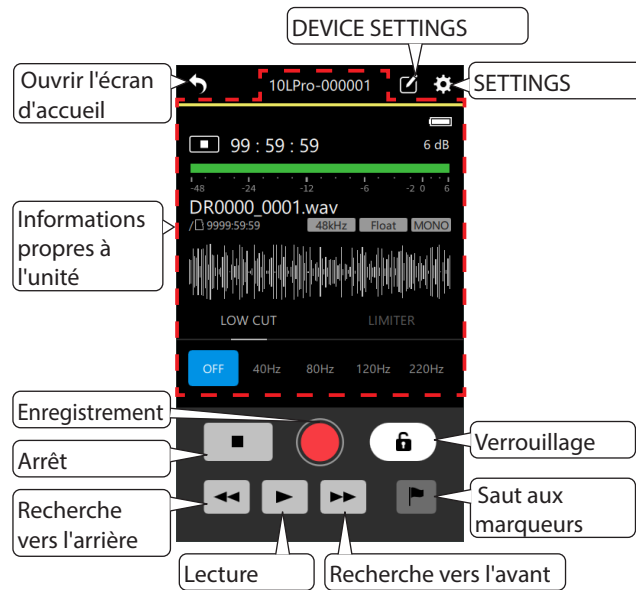 DEVICE SETTINGS
Ouvrir l'écran
d'accueil
10LPro-000001
SETTINGS
99 : 59 : 59
6 dB
-48 -24 -12 -6 -2 0 6
DR0000_0001.wav
/ 9999:59:59
48kHz Float MONO
Informations
propres à
l'unité
LOW CUT
LIMITER
OFF 40Hz 80Hz 120Hz 220Hz
Enregistrement
Arrêt
Verrouillage
Recherche
vers l'arrière
Saut aux
marqueurs
Lecture
Recherche vers l'avant